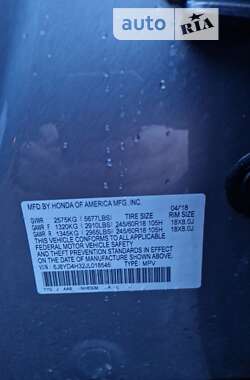 auto RIA
MFD. BY HONDA OF AMERICA MFG., INC. 04/18
GVWR 2575KG (5677LBS) TIRE SIZE RIM SIZE
GAWR F 1320KG (2910LBS) 245/60R18 105H 18X8.0J
GAWR R 1345KG (2965LBS) 245/60R18 105H 18X8.0J
THIS VEHICLE CONFORMS TO ALL APPLICABLE
FEDERAL MOTOR VEHICLE SAFETY
AND THEFT PREVENTION STANDARDS IN EFFECT
ON THE DATE OF MANUFACTURE SHOWN ABOVE.
V.I.N.: TYPE: MPV